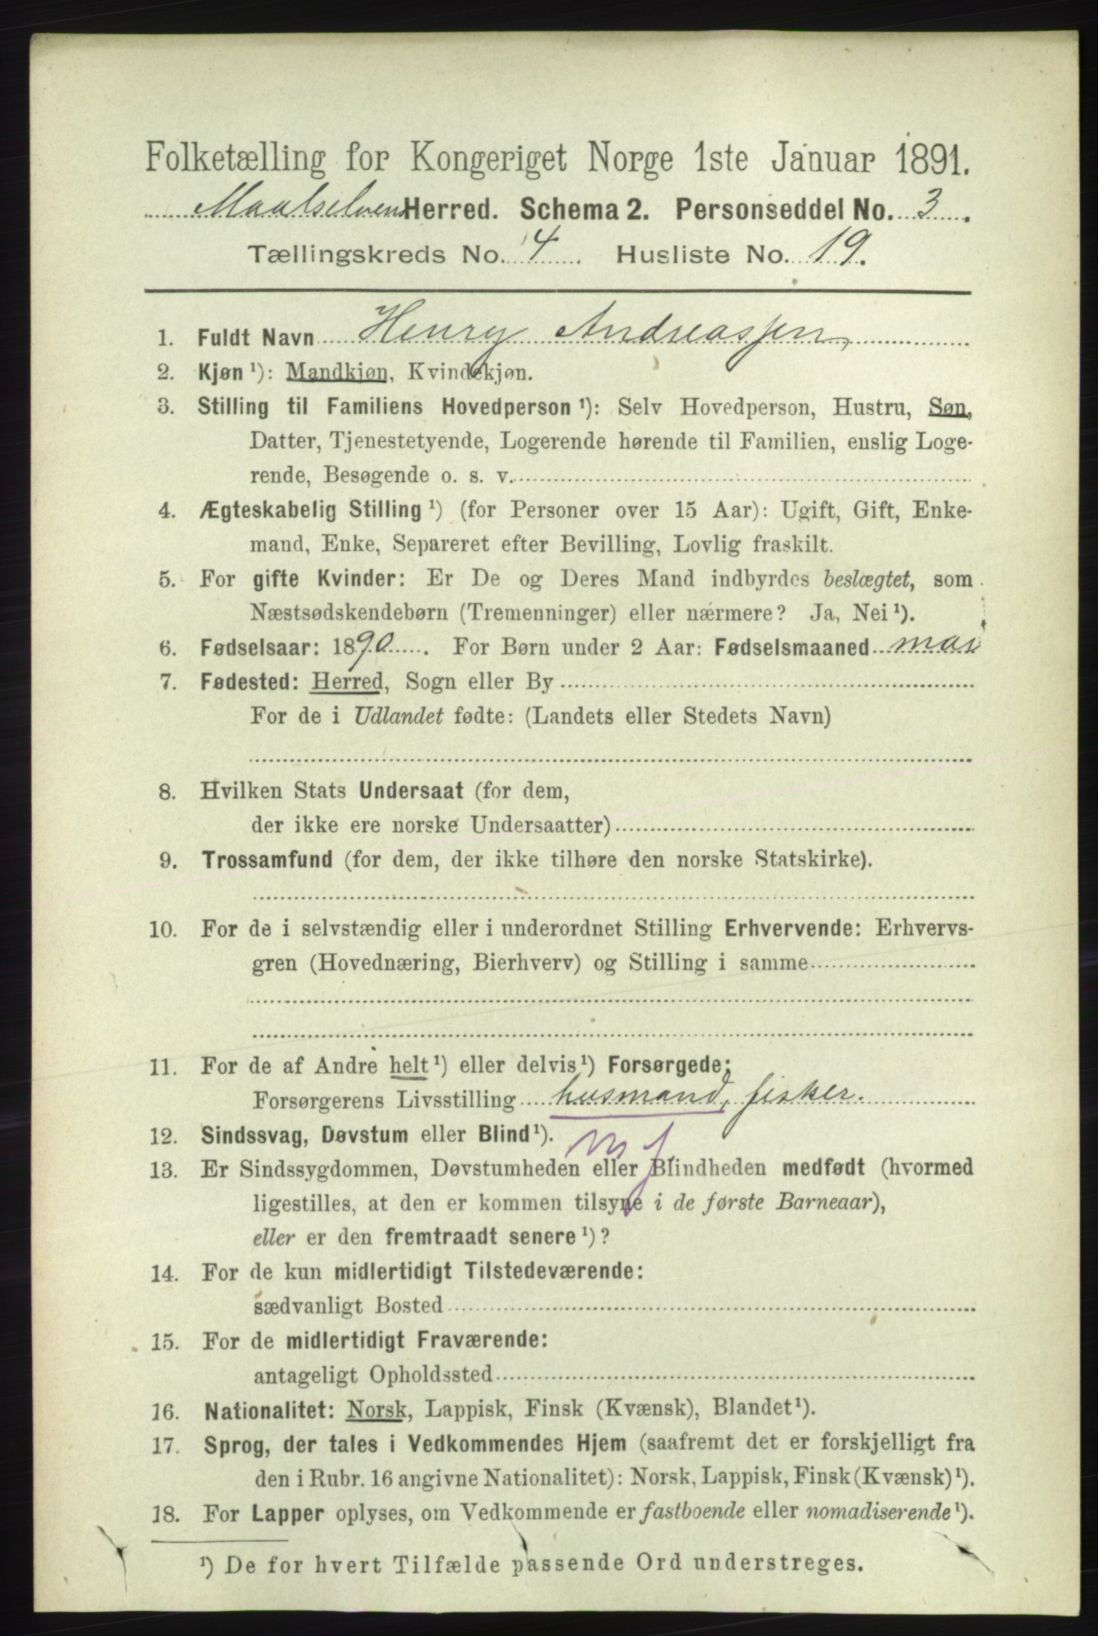 Folketælling for Kongeriget Norge 1ste Januar 1891.
Maalselven Herred. Schema 2. Personseddel No. 3.
Tællingskreds No. 4. Husliste No. 19.
1. Fuldt Navn Henry Andreassen,
2. Kjøn ¹): Mandkjøn, Kvindekjøn.
3. Stilling til Familiens Hovedperson ¹): Selv Hovedperson, Hustru, Søn,
Datter, Tjenestetyende, Logerende hørende til Familien, enslig Loge-
rende, Besøgende o. s. v.
4. Ægteskabelig Stilling ¹) (for Personer over 15 Aar): Ugift, Gift, Enke-
mand, Enke, Separeret efter Bevilling, Lovlig fraskilt.
5. For gifte Kvinder: Er De og Deres Mand indbyrdes beslægtet, som
Næstsødskendebørn (Tremenninger) eller nærmere? Ja, Nei ¹).
6. Fødselsaar: 1890. For Børn under 2 Aar: Fødselsmaaned mai
7. Fødested: Herred, Sogn eller By
For de i Udlandet fødte: (Landets eller Stedets Navn)
8. Hvilken Stats Undersaat (for dem,
der ikke ere norske Undersaatter)
9. Trossamfund (for dem, der ikke tilhøre den norske Statskirke).
10. For de i selvstændig eller i underordnet Stilling Erhvervende: Erhvervs-
gren (Hovednæring, Bierhverv) og Stilling i samme
11. For de af Andre helt ¹) eller delvis ¹) Forsørgede:
Forsørgerens Livsstilling husmand, fisker.
12. Sindssvag, Døvstum eller Blind ¹).
13. Er Sindssygdommen, Døvstumheden eller Blindheden medfødt (hvormed
ligestilles, at den er kommen tilsyne i de første Barneaar),
eller er den fremtraadt senere ¹)?
14. For de kun midlertidigt Tilstedeværende:
sædvanligt Bosted
15. For de midlertidigt Fraværende:
antageligt Opholdssted
16. Nationalitet: Norsk, Lappisk, Finsk (Kvænsk), Blandet ¹).
17. Sprog, der tales i Vedkommendes Hjem (saafremt det er forskjelligt fra
den i Rubr. 16 angivne Nationalitet): Norsk, Lappisk, Finsk (Kvænsk) ¹).
18. For Lapper oplyses, om Vedkommende er fastboende eller nomadiserende ¹).
¹) De for hvert Tilfælde passende Ord understreges.